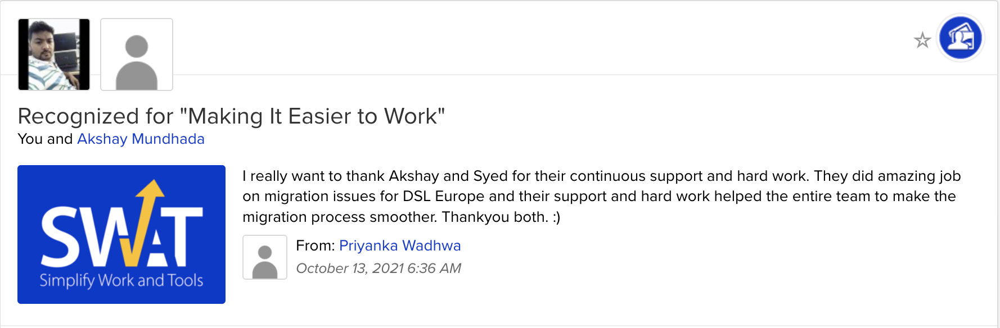 Recognized for "Making It Easier to Work"
You and Akshay Mundhada
SWAT
Simplify Work and Tools
I really want to thank Akshay and Syed for their continuous support and hard work. They did amazing job
on migration issues for DSL Europe and their support and hard work helped the entire team to make the
migration process smoother. Thankyou both. :)
From: Priyanka Wadhwa
October 13, 2021 6:36 AM